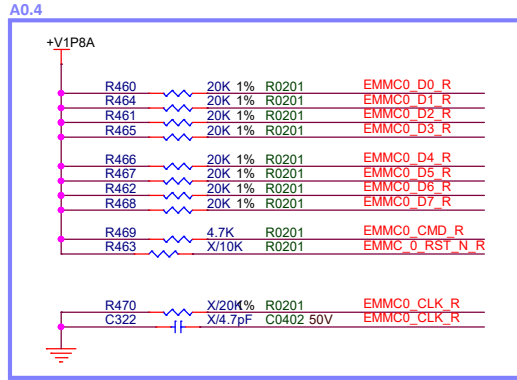 A0.4
+V1P8A
R460 20K 1% R0201 EMMC0_D0_R
R464 20K 1% R0201 EMMC0_D1_R
R461 20K 1% R0201 EMMC0_D2_R
R465 20K 1% R0201 EMMC0_D3_R
R466 20K 1% R0201 EMMC0_D4_R
R467 20K 1% R0201 EMMC0_D5_R
R462 20K 1% R0201 EMMC0_D6_R
R468 20K 1% R0201 EMMC0_D7_R
R469 4.7K R0201 EMMC0_CMD_R
R463 X/10K R0201 EMMC_0_RST_N_R
R470 X/20K 1% R0201 EMMC0_CLK_R
C322 X/4.7pF C0402 50V EMMC0_CLK_R